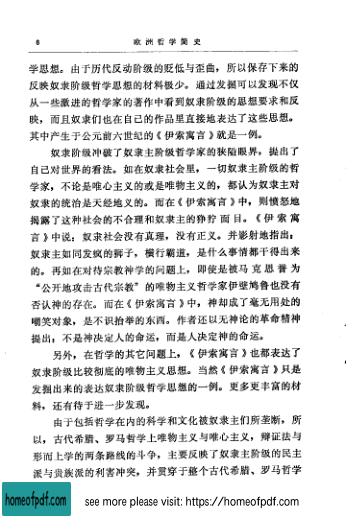 6 欧洲哲学简史
学思想。由于历代反动阶级的贬低与歪曲，所以保存下来的
反映奴隶阶级哲学思想的材料极少。通过发掘可以发现不仅
从一些激进的哲学家的著作中看到奴隶阶级的思想要求和反
映，而且奴隶们也在自己的作品里直接地表达了这些思想。
其中产生于公元前六世纪的《伊索寓言》就是一例。
奴隶阶级冲破了奴隶主阶级哲学家的狭隘眼界，提出了
自己对世界的看法。如在奴隶社会里，一切奴隶主阶级的哲
学家，不论是唯心主义的或是唯物主义的，都认为奴隶主对
奴隶的统治是天经地义的。而在《伊索寓言》中，则愤怒地
揭露了这种社会的不合理和奴隶主的狰狞面目。《伊索寓
言》中说：奴隶社会没有真理，没有正义。并影射地指出：
奴隶主如同发疯的狮子，横行霸道，是什么事情都干得出来
的。再如在对待宗教神学的问题上，即使是被马克思誉为
“公开地攻击古代宗教”的唯物主义哲学家伊壁鸠鲁也没有
否认神的存在。而在《伊索寓言》中，神却成了毫无用处的
嘲笑对象，是不识抬举的东西。作者还以无神论的革命精神
提出：不是神决定人的命运，而是人决定神的命运。
另外，在哲学的其它问题上，《伊索寓言》也都表达了
奴隶阶级比较彻底的唯物主义思想。当然《伊索寓言》只是
发掘出来的表达奴隶阶级哲学思想的一例。更多更丰富的材
料，还有待于进一步发现。
由于包括哲学在内的科学和文化被奴隶主们所垄断，所
以，古代希腊、罗马哲学上唯物主义与唯心主义，辩证法与
形而上学的两条路线的斗争，主要反映了奴隶主阶级的民主
派与贵族派的利害冲突，并贯穿于整个古代希腊、罗马哲学
homeofpdf.com see more please visit: https://homeofpdf.com